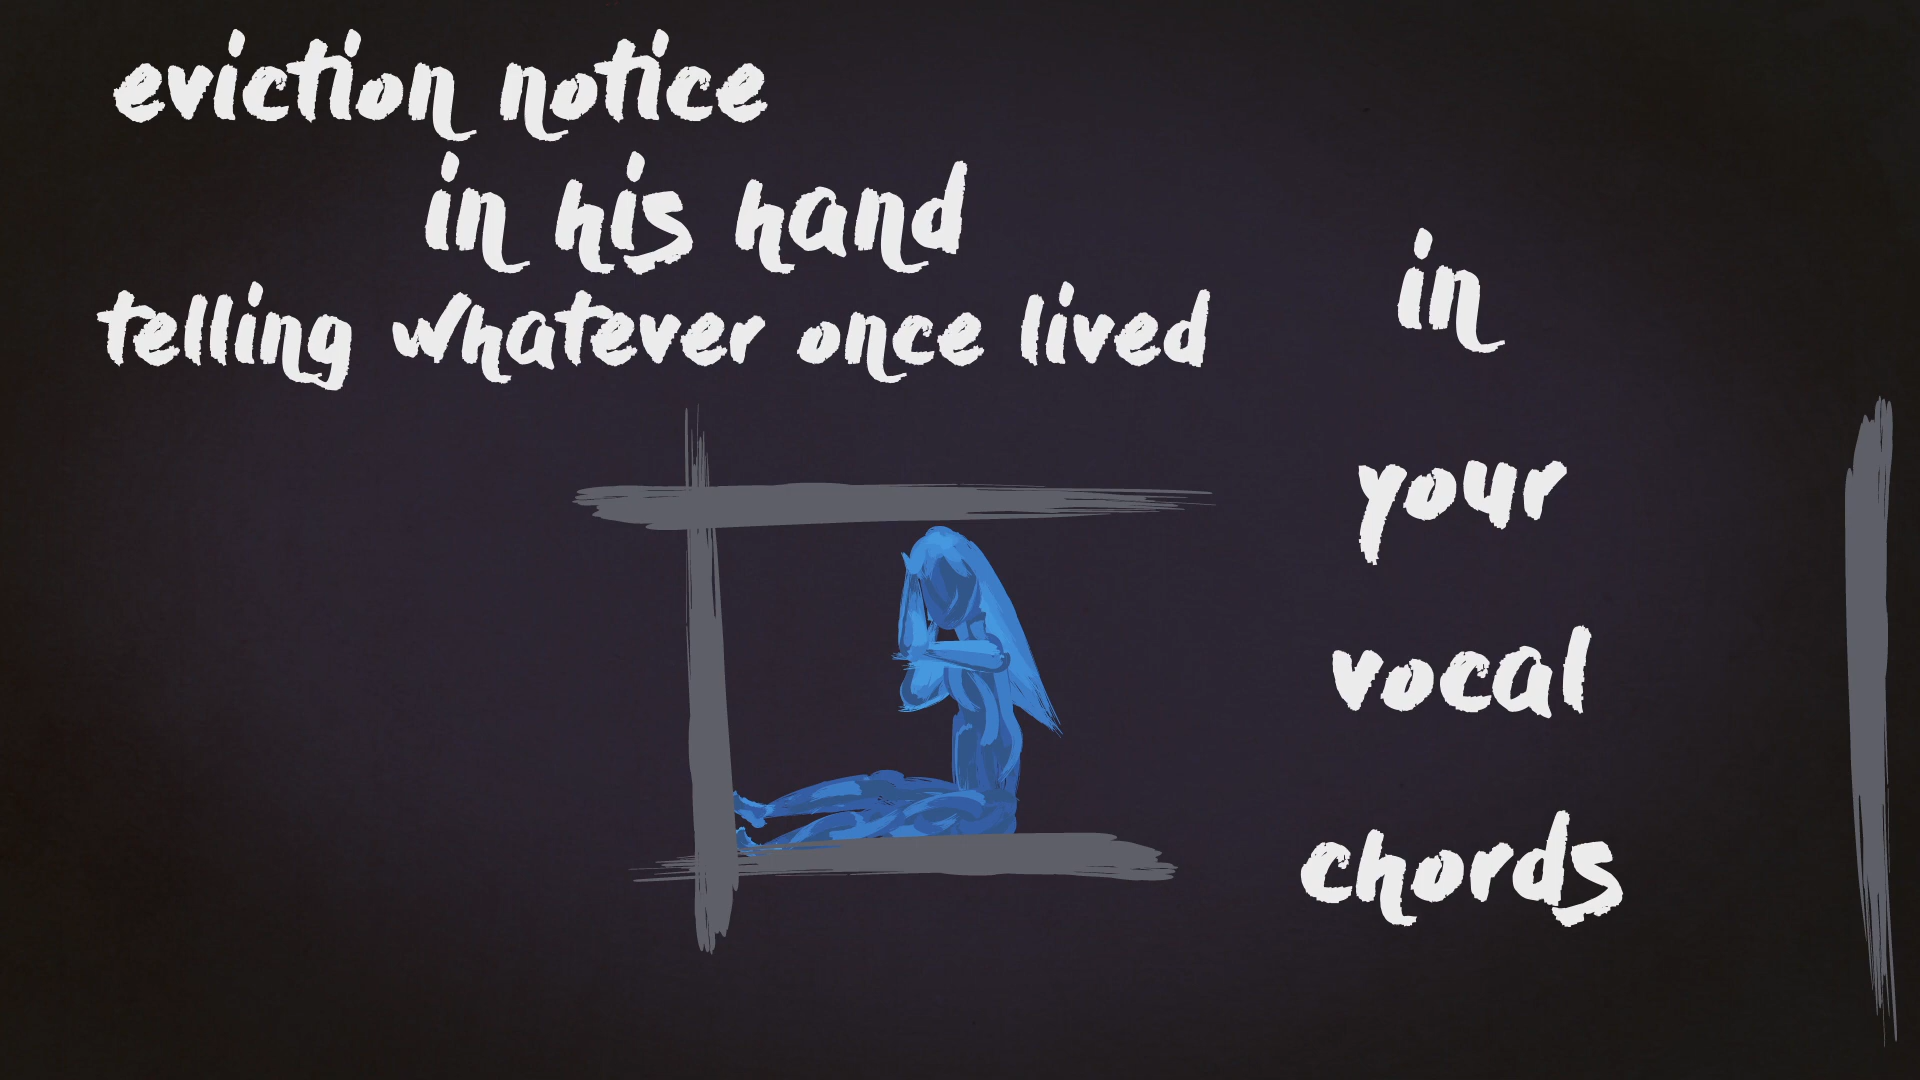 eviction notice
in his hand
telling whatever once lived
in
your
vocal
chords